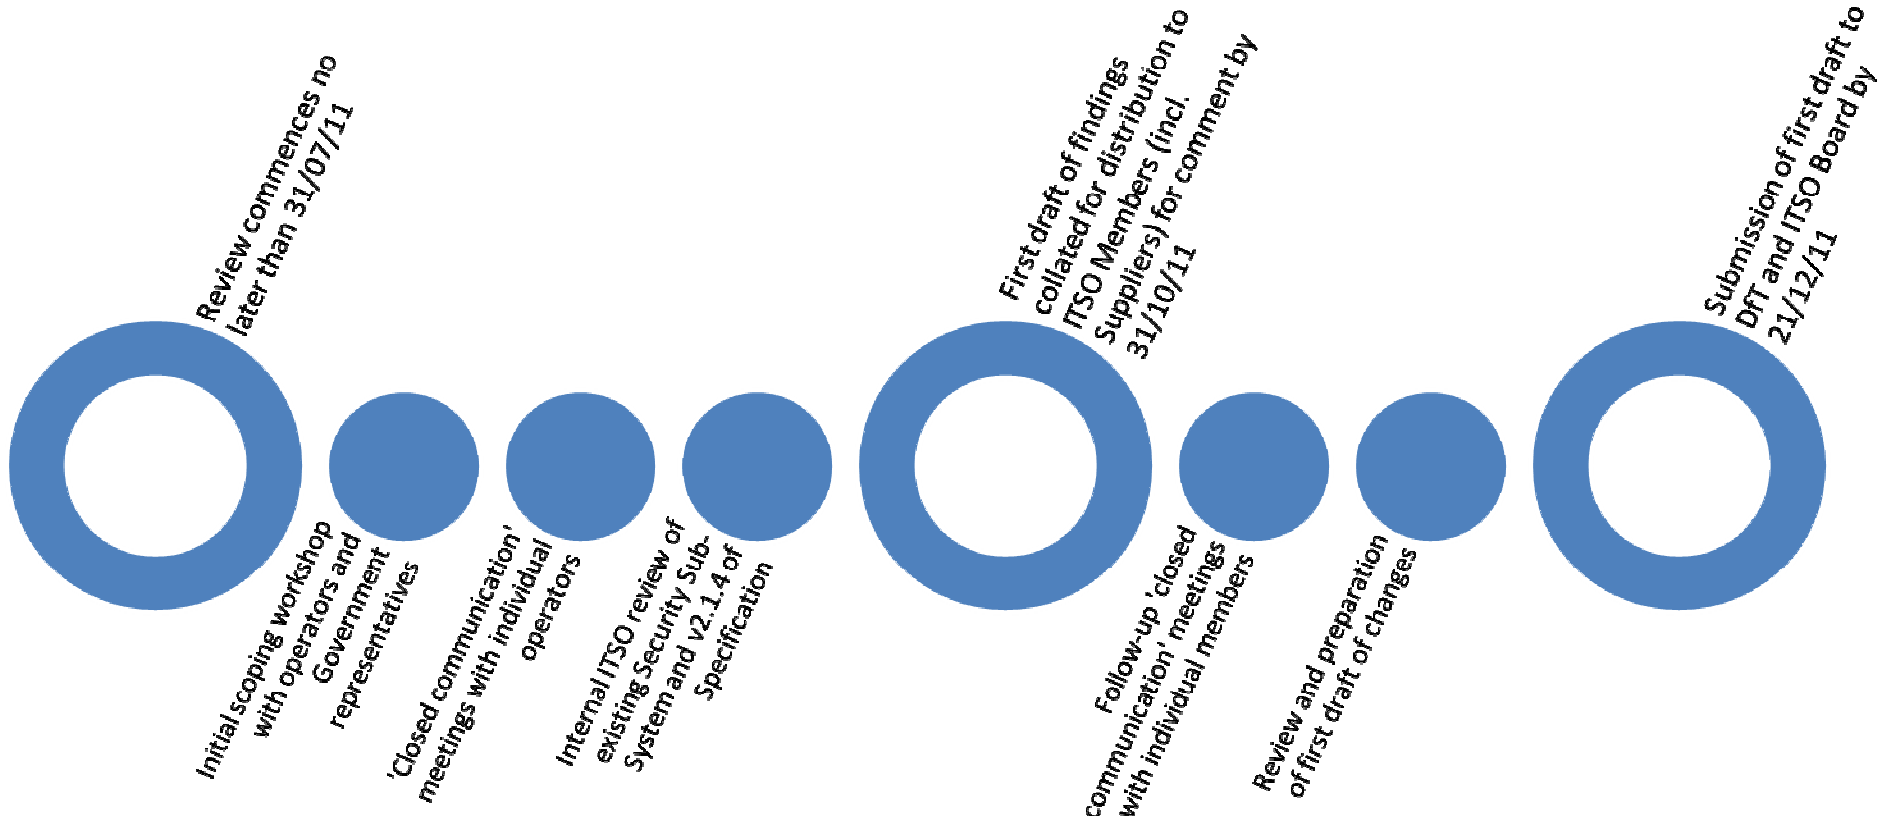 Review commences no
later than 31/07/11
Initial scoping workshop
with operators and
Government
representatives
'Closed communication'
meetings with individual
operators
Internal ITSO review of
existing Security Sub-
System and v2.1.4 of
Specification
First draft of findings
collated for distribution to
ITSO Members (incl.
Suppliers) for comment by
31/10/11
Follow-up 'closed
communication' meetings
with individual members
Review and preparation
of first draft of changes
Submission of first draft to
DfT and ITSO Board by
21/12/11